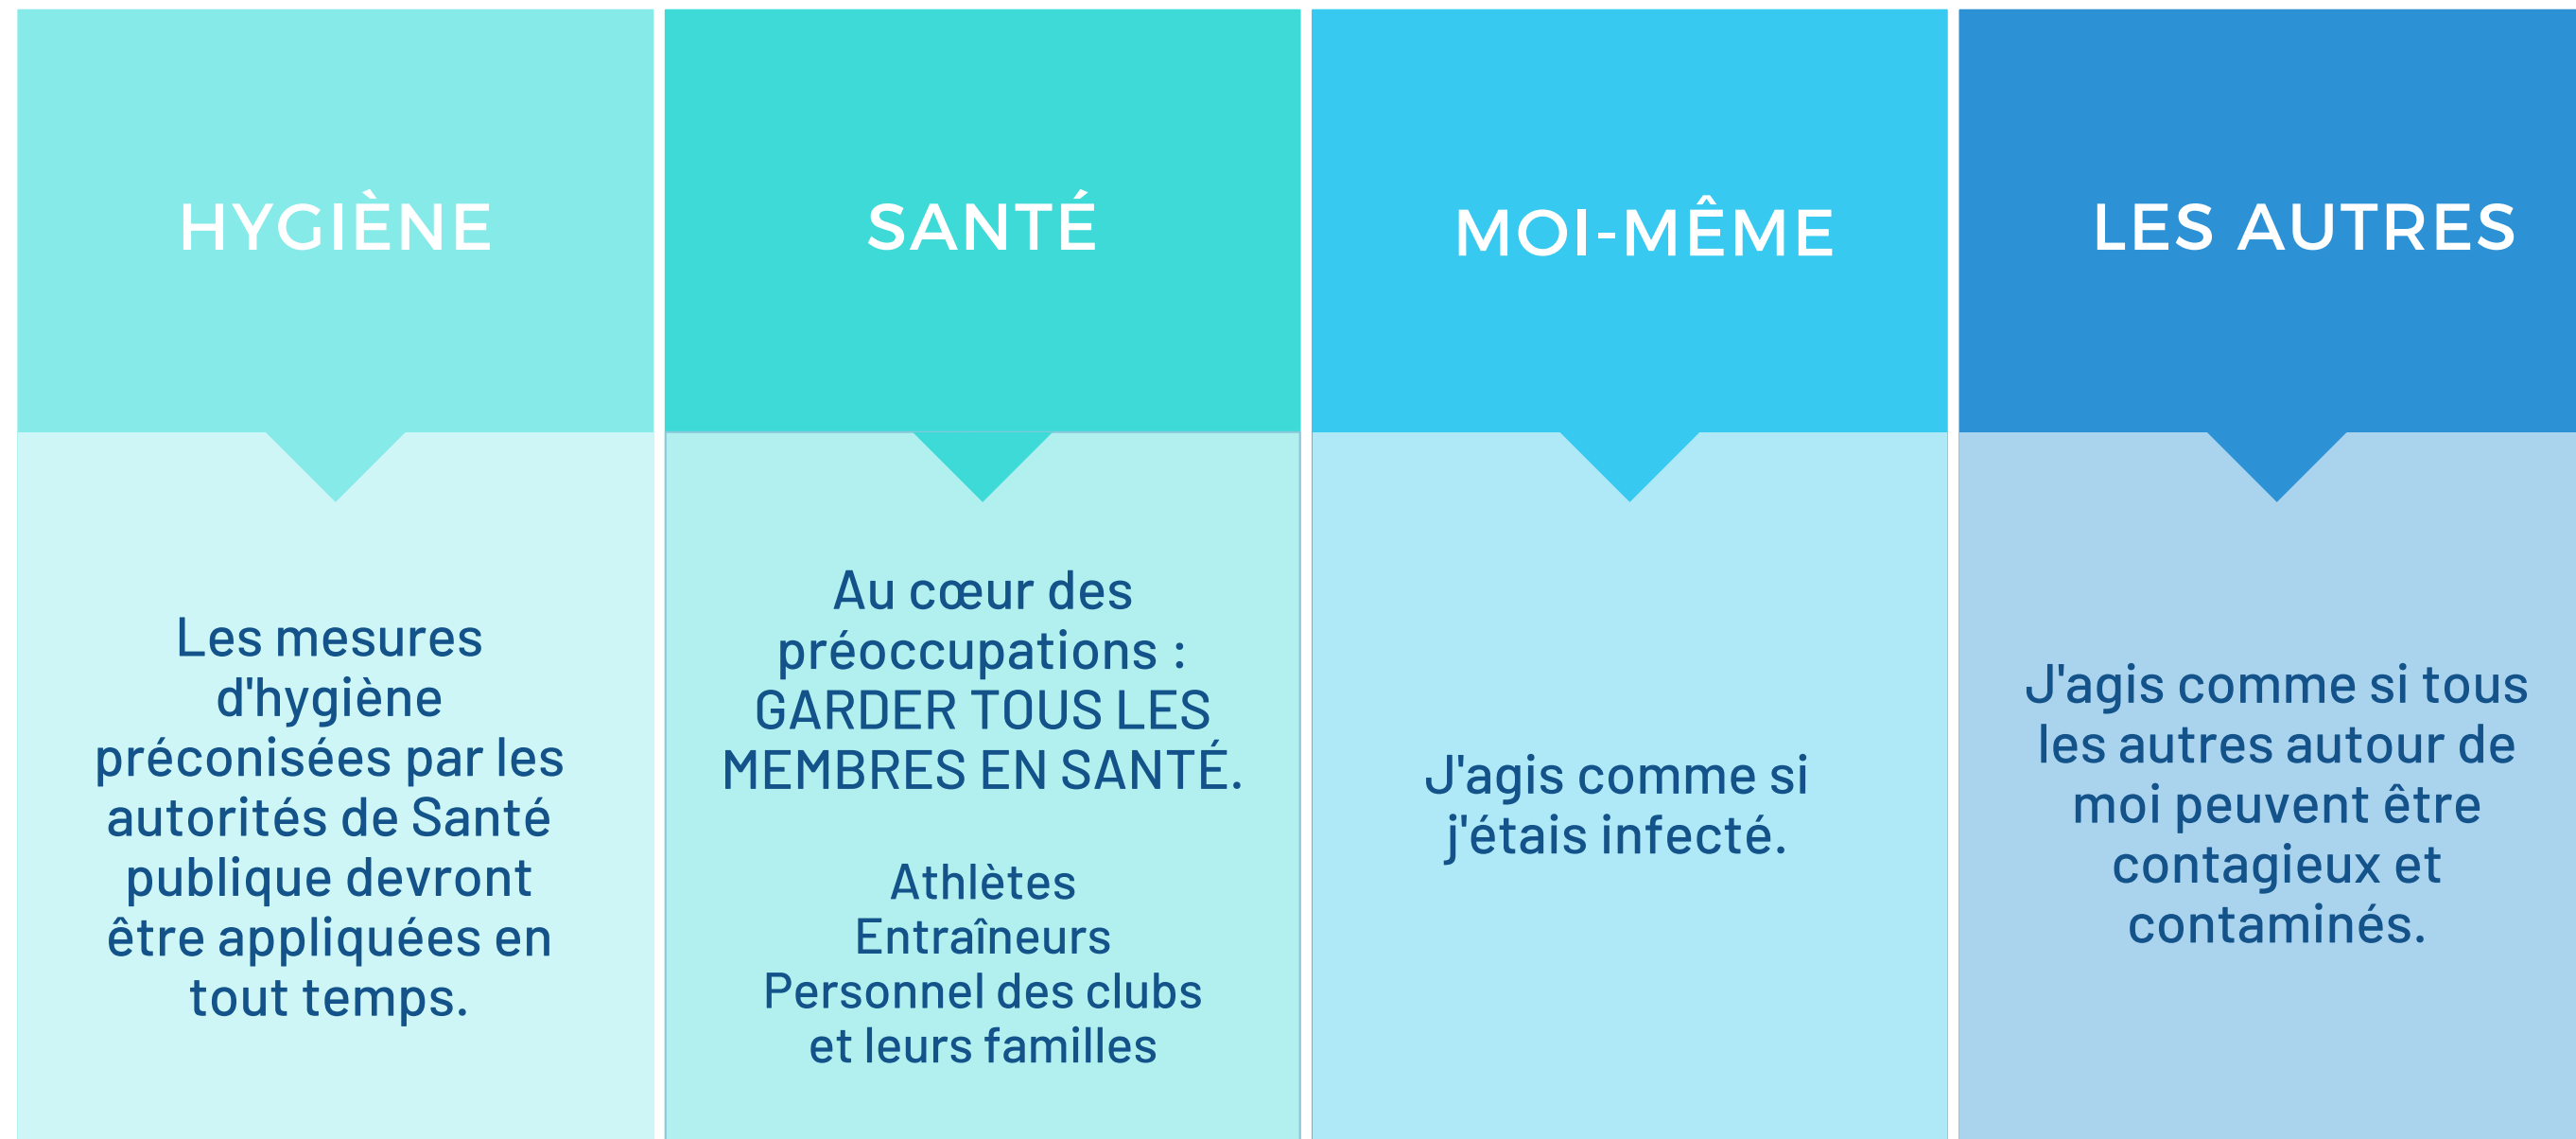 HYGIÈNE
Les mesures
d'hygiène
préconisées par les
autorités de Santé
publique devront
être appliquées en
tout temps.
SANTÉ
Au cœur des
préoccupations :
GARDER TOUS LES
MEMBRES EN SANTÉ.
Athlètes
Entraîneurs
Personnel des clubs
et leurs familles
MOI-MÊME
J'agis comme si
j'étais infecté.
LES AUTRES
J'agis comme si tous
les autres autour de
moi peuvent être
contagieux et
contaminés.